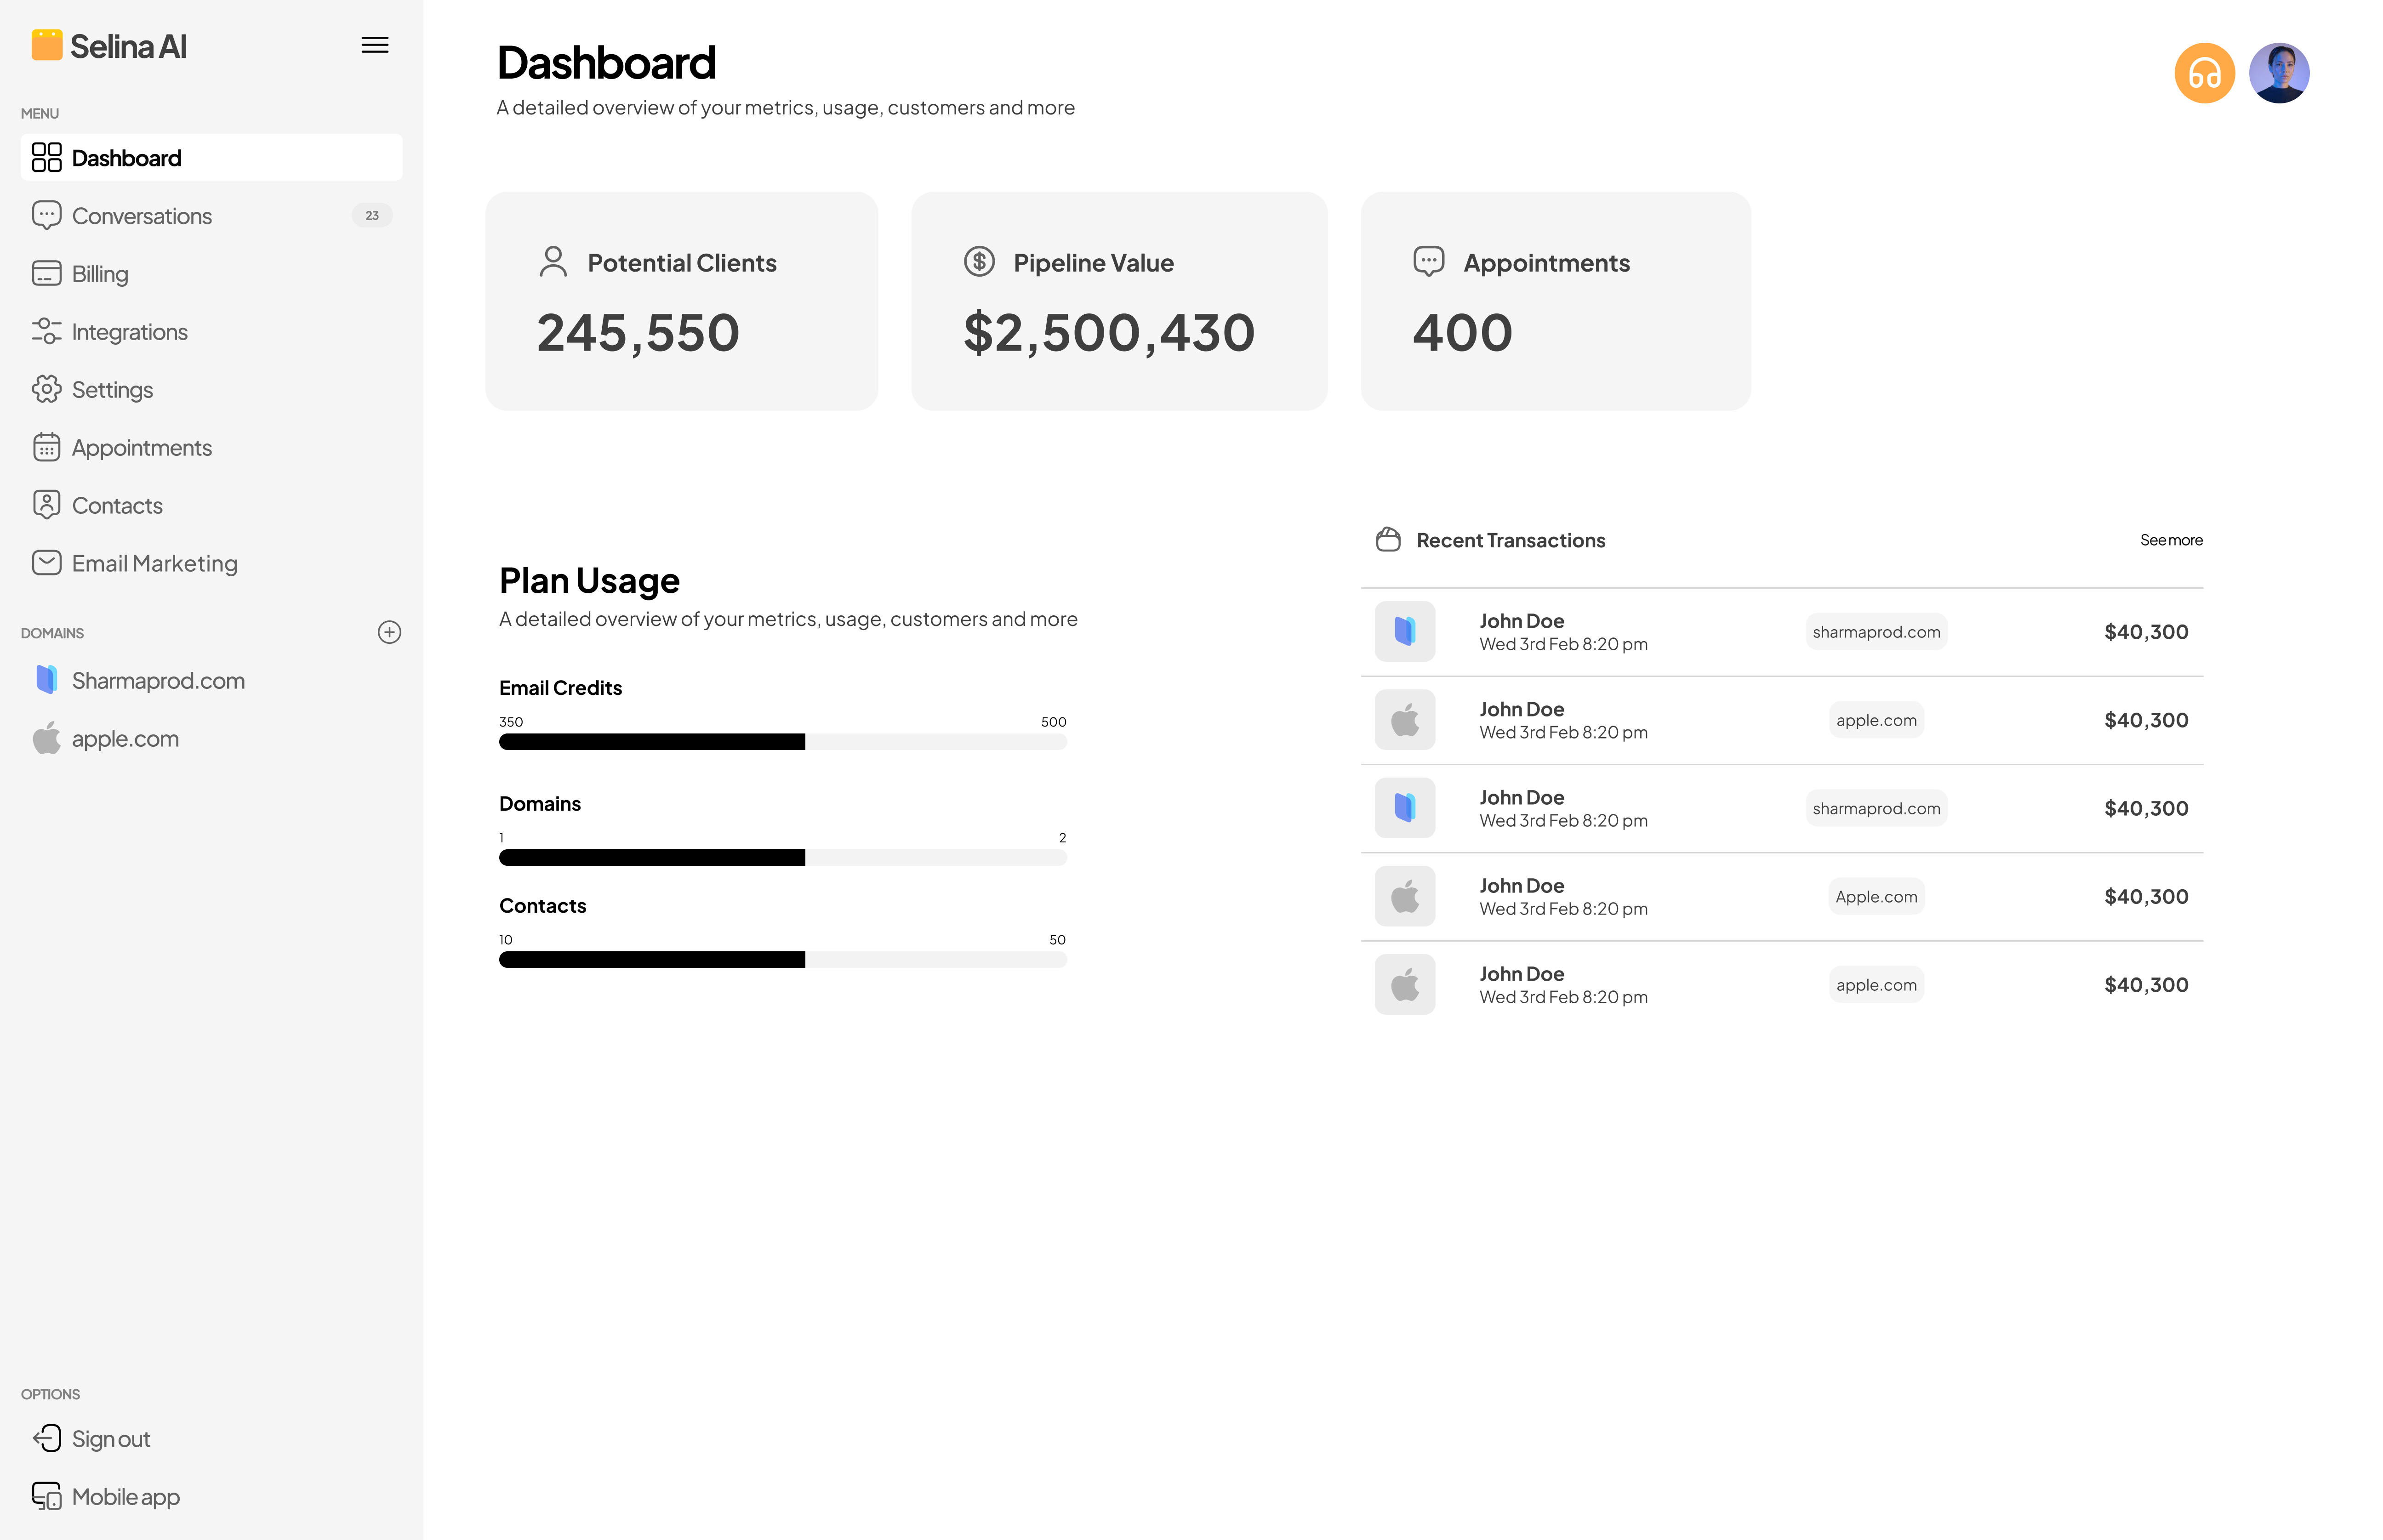 Selina AI
MENU
Dashboard
Conversations 23
Billing
Integrations
Settings
Appointments
Contacts
Email Marketing
DOMAINS
Sharmaprod.com
apple.com
OPTIONS
Sign out
Mobile app
Dashboard
A detailed overview of your metrics, usage, customers and more
Potential Clients
245,550
Pipeline Value
$2,500,430
Appointments
400
Plan Usage
A detailed overview of your metrics, usage, customers and more
Email Credits
350 500
Domains
1 2
Contacts
10 50
Recent Transactions See more
John Doe
Wed 3rd Feb 8:20 pm
sharmaprod.com
$40,300
John Doe
Wed 3rd Feb 8:20 pm
apple.com
$40,300
John Doe
Wed 3rd Feb 8:20 pm
sharmaprod.com
$40,300
John Doe
Wed 3rd Feb 8:20 pm
Apple.com
$40,300
John Doe
Wed 3rd Feb 8:20 pm
apple.com
$40,300